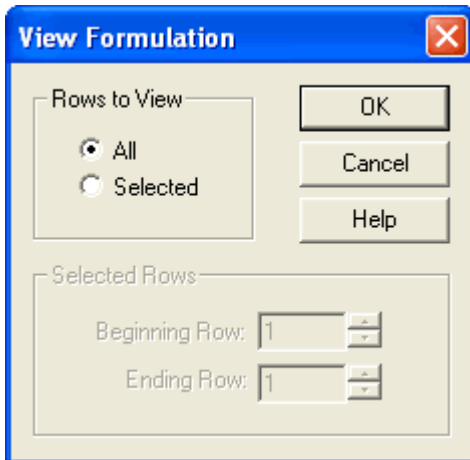 View Formulation
Rows to View
All
Selected
OK
Cancel
Help
Selected Rows
Beginning Row: 1
Ending Row: 1